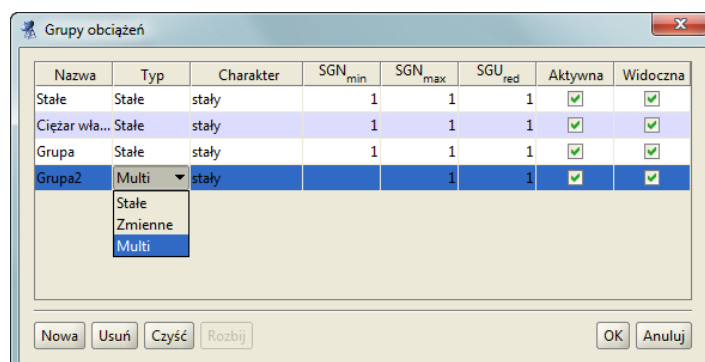 Grupy obciążeń
Nazwa Typ Charakter SGNmin SGNmax SGUred Aktywna Widoczna
Stałe Stałe stały 1 1 1
Ciężar wła... Stałe stały 1 1 1
Grupa Stałe stały 1 1 1
Grupa2 Multi stały 1 1
Stałe
Zmienne
Multi
Nowa Usuń Czyść Rozbij OK Anuluj